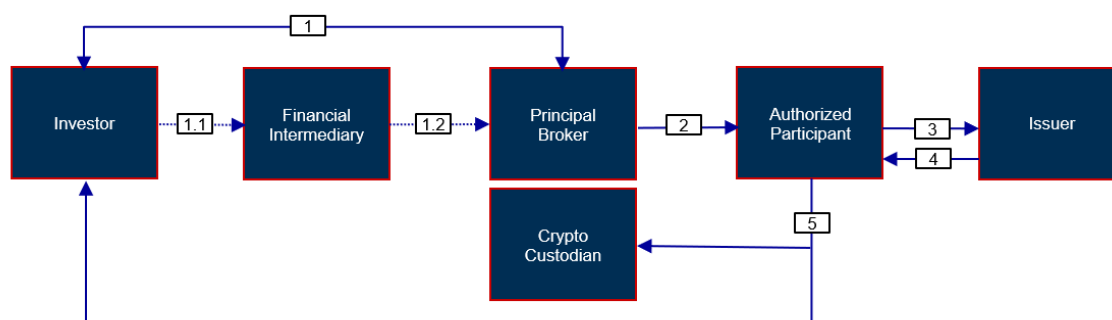 1
Investor
1.1
Financial
Intermediary
1.2
Principal
Broker
2
Authorized
Participant
3
4
Issuer
5
Crypto
Custodian